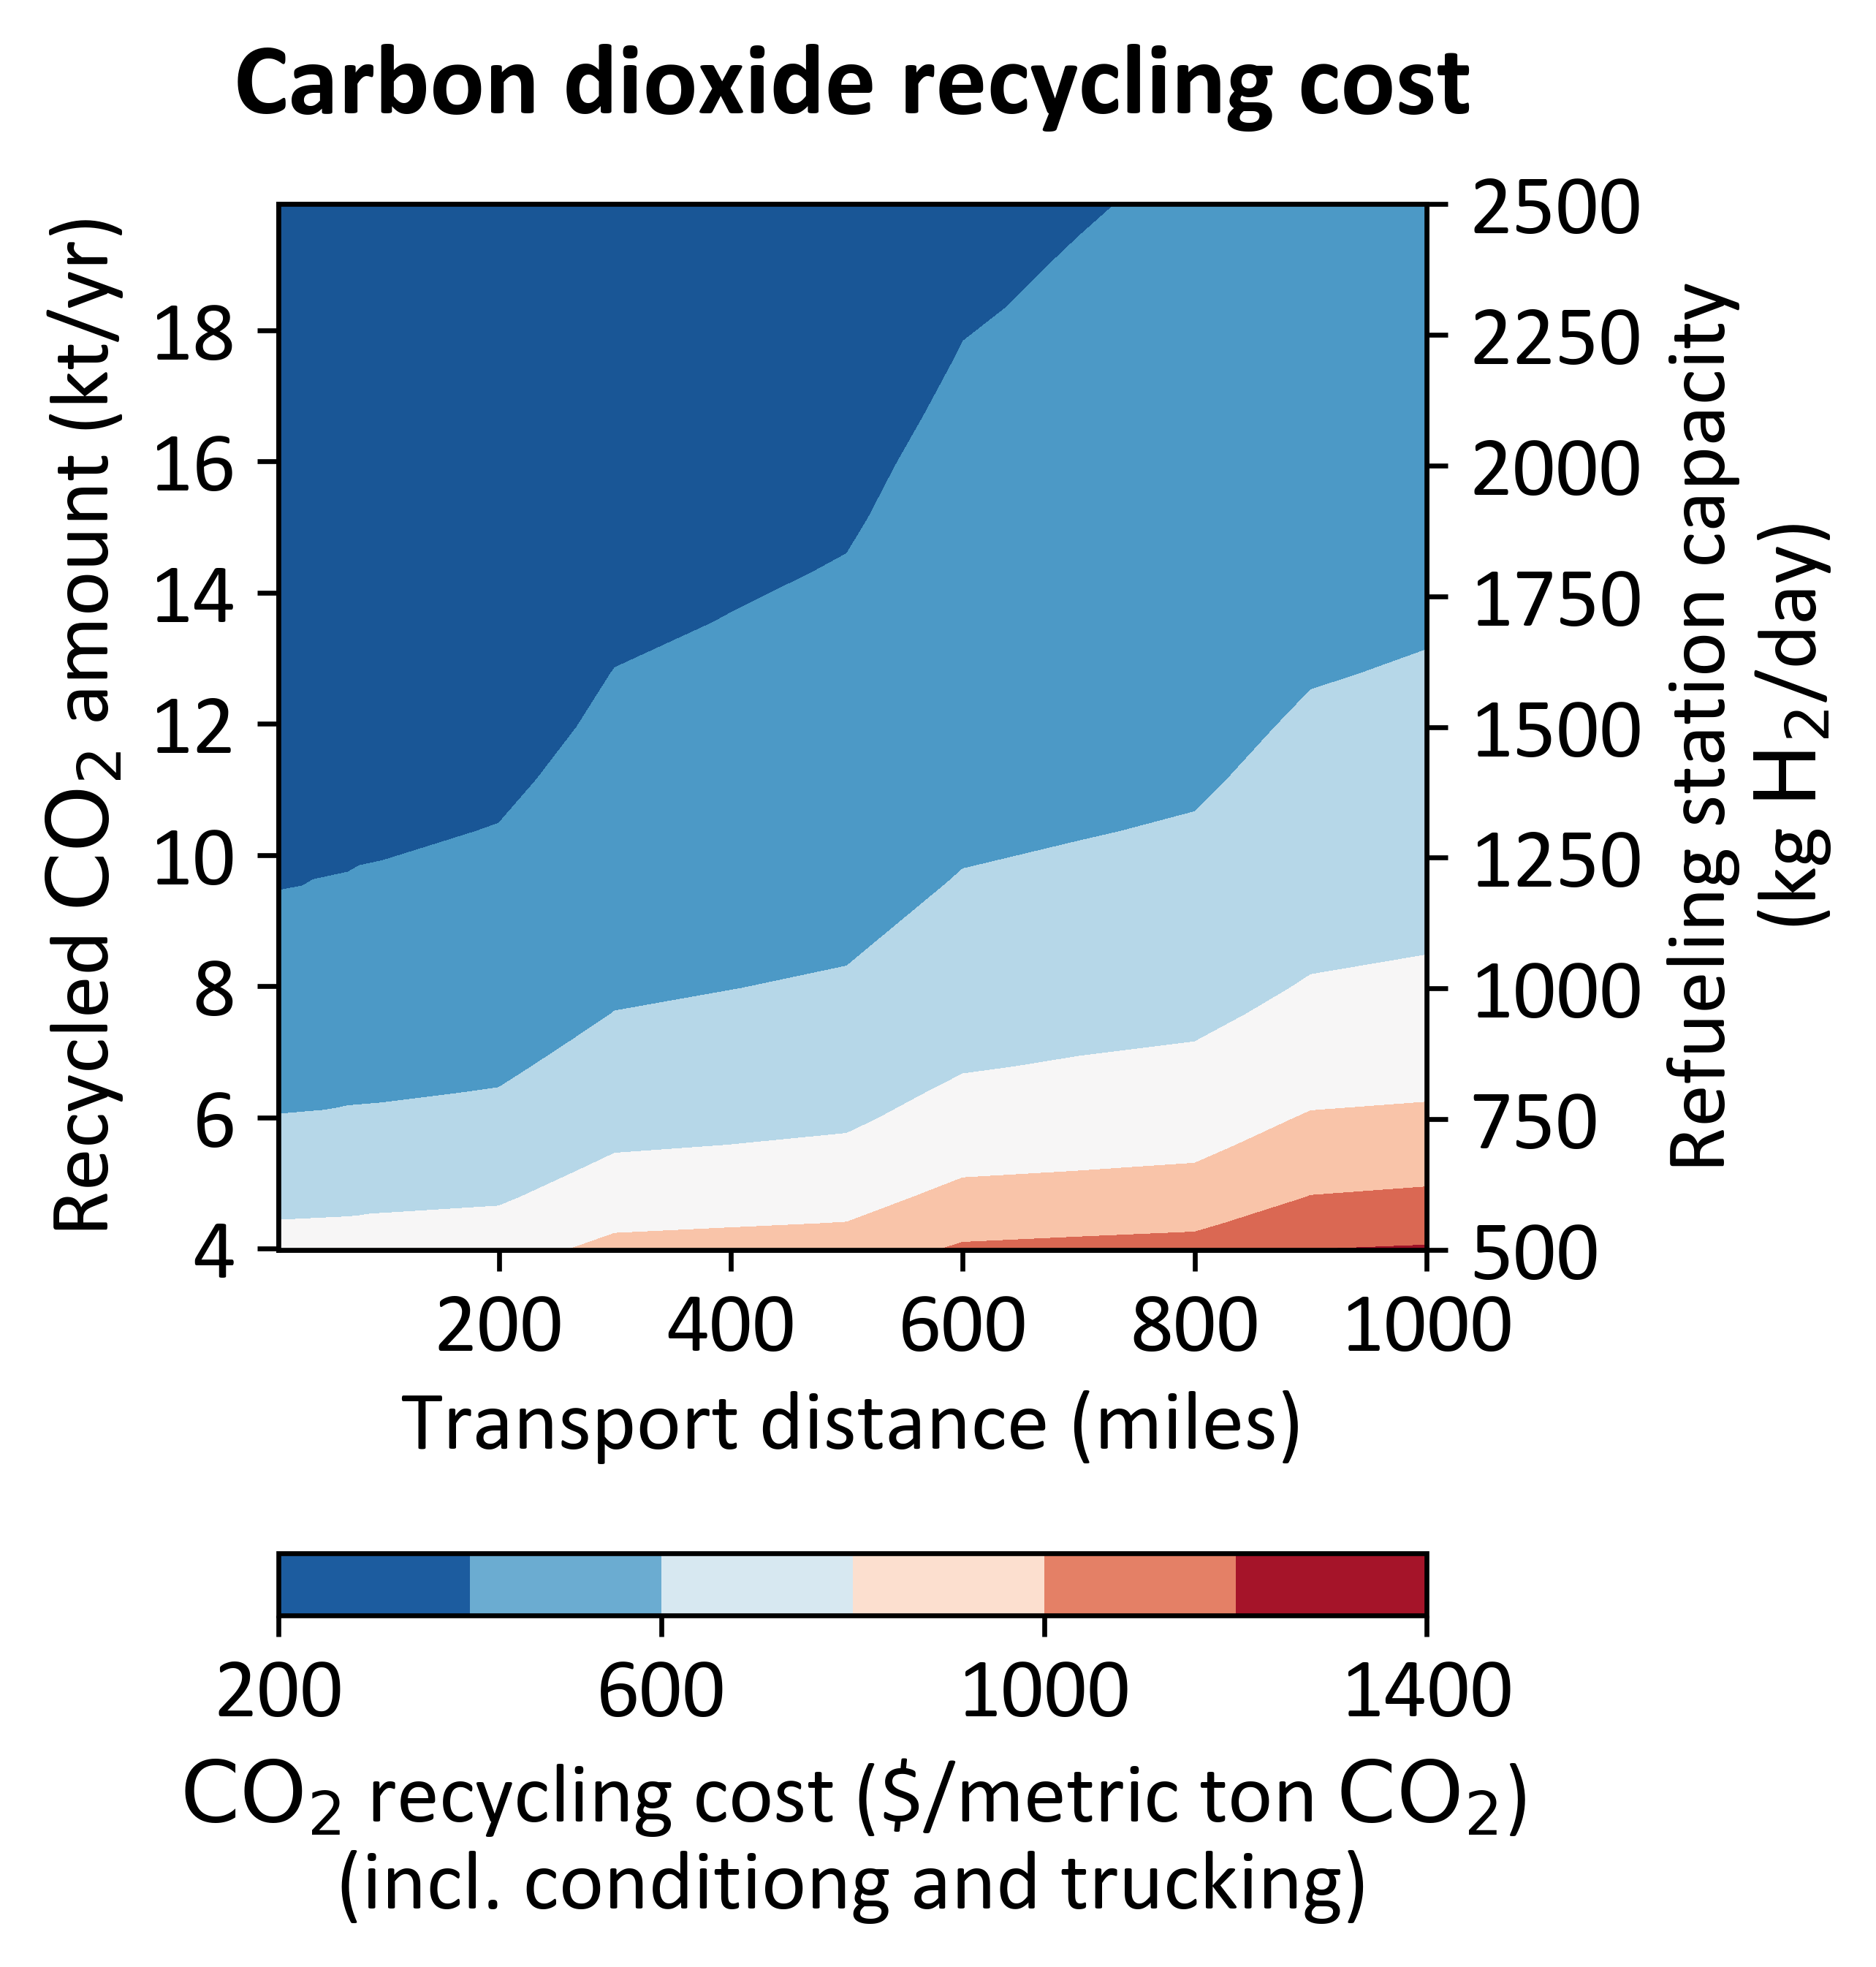 Carbon dioxide recycling cost
Recycled CO₂ amount (kt/yr)
18
16
14
12
10
8
6
4
2500
2250
2000
1750
1500
1250
1000
750
500
Refueling station capacity
(kg H₂/day)
200 400 600 800 1000
Transport distance (miles)
200 600 1000 1400
CO₂ recycling cost ($/metric ton CO₂)
(incl. conditiong and trucking)